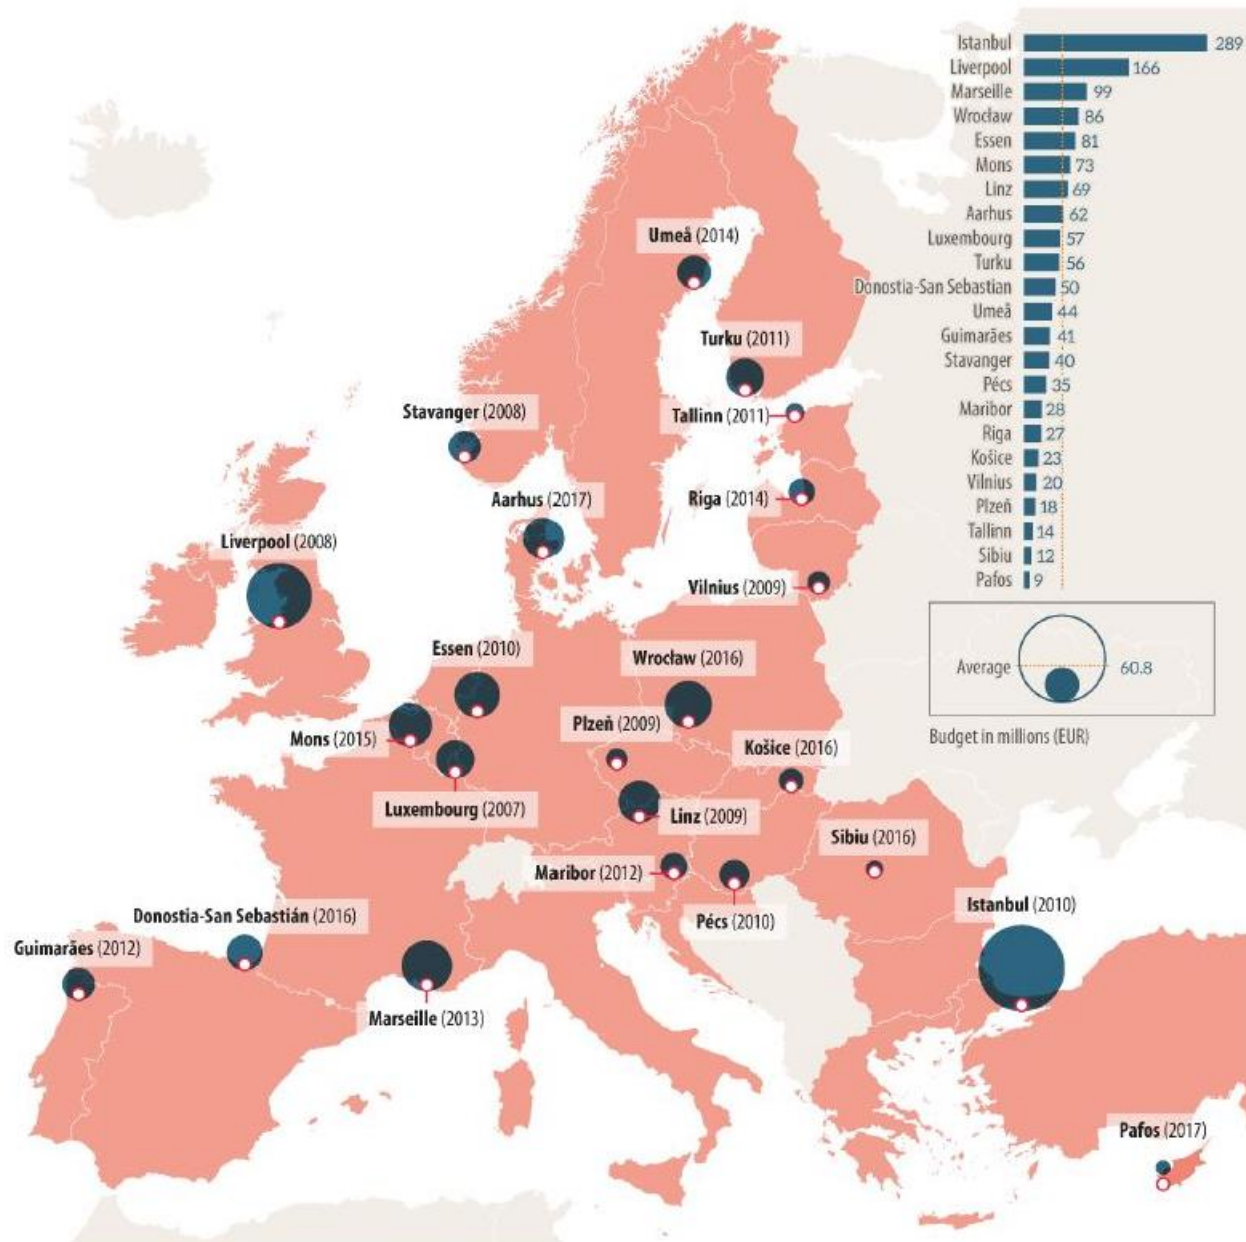 Istanbul 289
Liverpool 166
Marseille 99
Wrocław 86
Essen 81
Mons 73
Linz 69
Aarhus 62
Luxembourg 57
Turku 56
Donostia-San Sebastian 50
Umeå 44
Guimarães 41
Stavanger 40
Pécs 35
Maribor 28
Riga 27
Košice 23
Vilnius 20
Plzeň 18
Tallinn 14
Sibiu 12
Pafos 9
Average 60.8
Budget in millions (EUR)
Umeå (2014)
Turku (2011)
Stavanger (2008)
Tallinn (2011)
Aarhus (2017)
Riga (2014)
Liverpool (2008)
Vilnius (2009)
Essen (2010)
Wrocław (2016)
Plzeň (2009)
Mons (2015)
Košice (2016)
Luxembourg (2007)
Linz (2009)
Sibiu (2016)
Maribor (2012)
Istanbul (2010)
Donostia-San Sebastián (2016)
Pécs (2010)
Guimarães (2012)
Marseille (2013)
Pafos (2017)